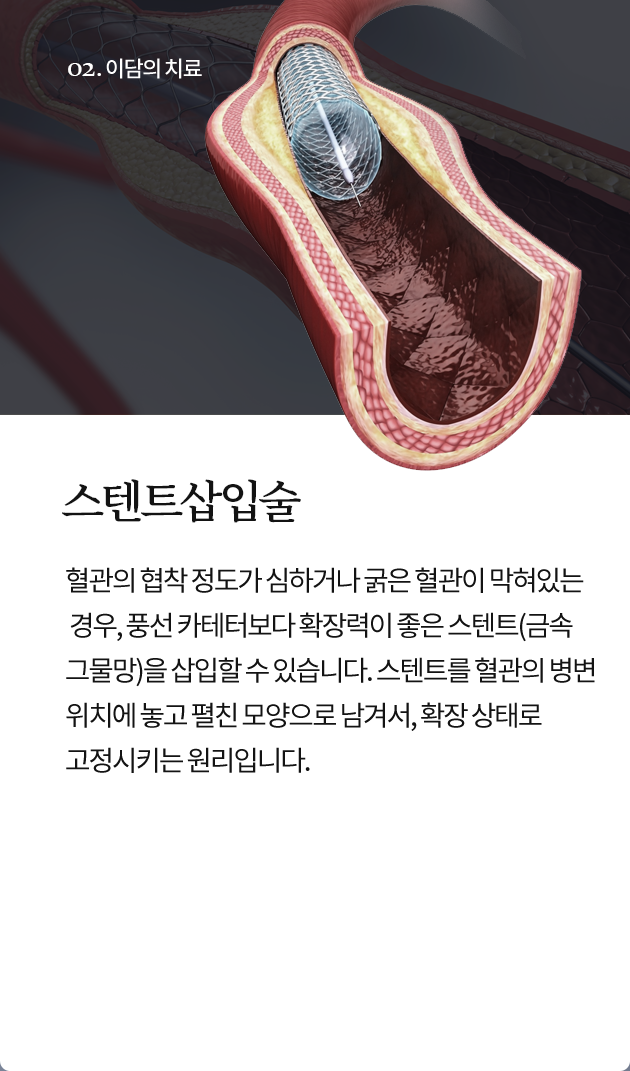 02. 이담의 치료
스텐트삽입술
혈관의 협착 정도가 심하거나 굵은 혈관이 막혀있는
경우, 풍선 카테터보다 확장력이 좋은 스텐트(금속
그물망)을 삽입할 수 있습니다. 스텐트를 혈관의 병변
위치에 놓고 펼친 모양으로 남겨서, 확장 상태로
고정시키는 원리입니다.